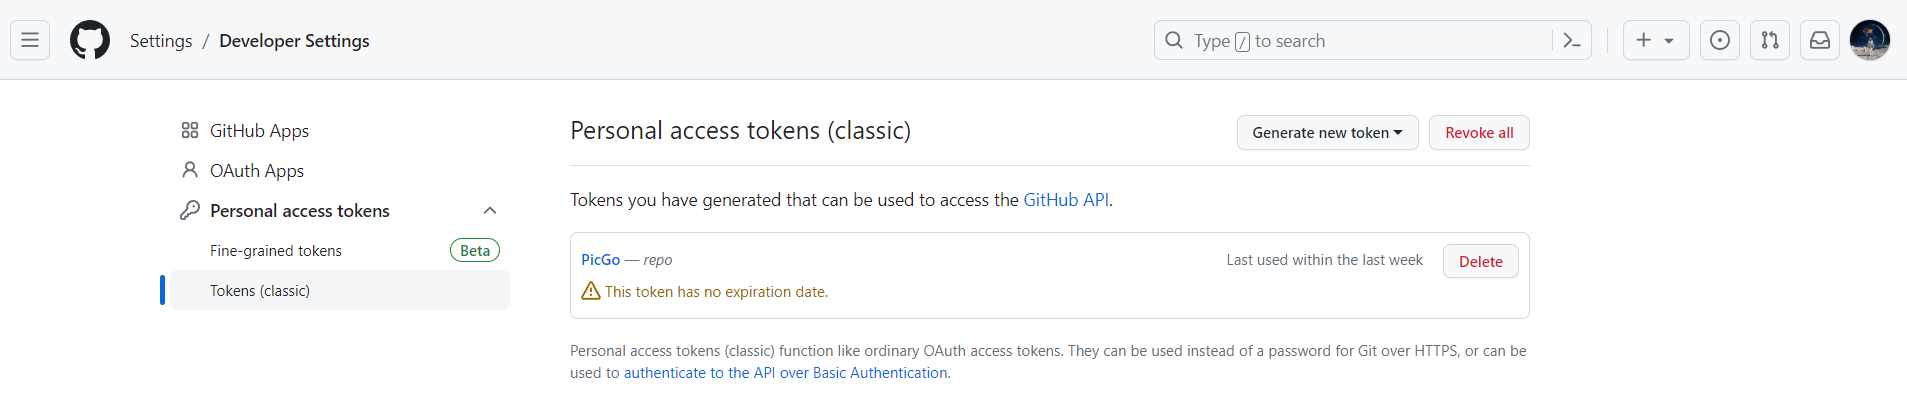 Settings / Developer Settings
Type / to search
GitHub Apps
OAuth Apps
Personal access tokens
Fine-grained tokens Beta
Tokens (classic)
Personal access tokens (classic)
Generate new token
Revoke all
Tokens you have generated that can be used to access the GitHub API.
PicGo — repo
Last used within the last week
Delete
This token has no expiration date.
Personal access tokens (classic) function like ordinary OAuth access tokens. They can be used instead of a password for Git over HTTPS, or can be
used to authenticate to the API over Basic Authentication.